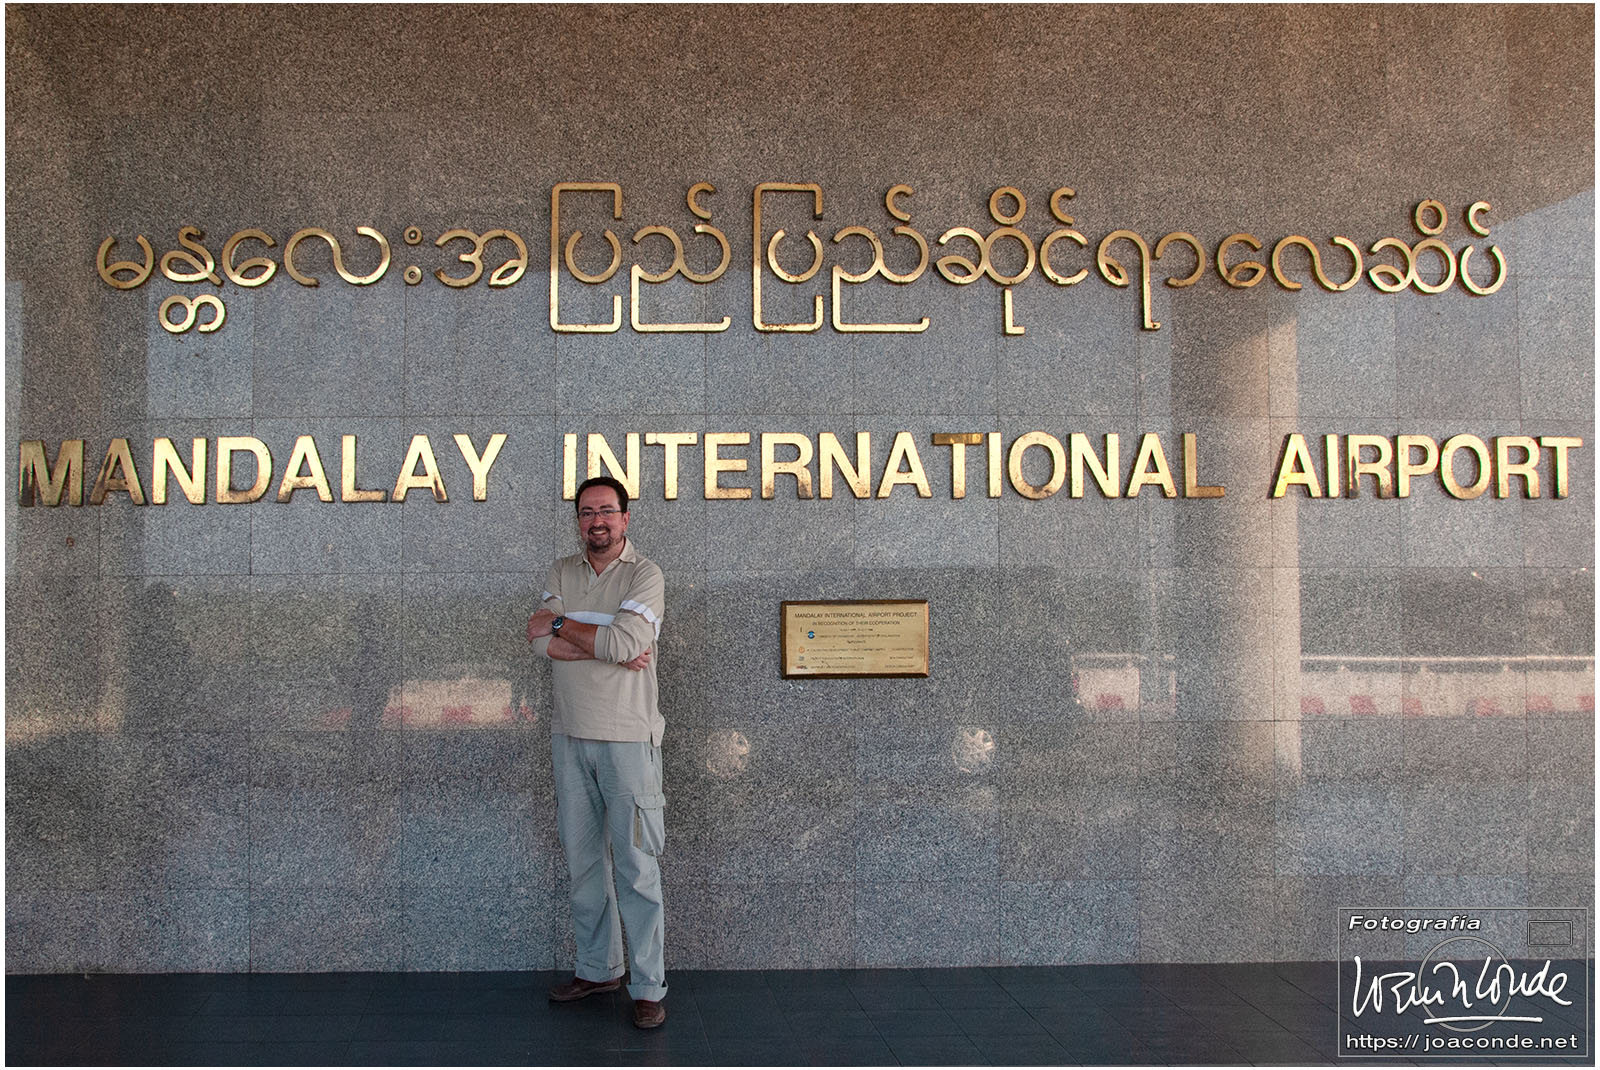 မန္တလေးအပြည်ပြည်ဆိုင်ရာလေဆိပ်
MANDALAY INTERNATIONAL AIRPORT
MANDALAY INTERNATIONAL AIRPORT PROJECT
IN RECOGNITION OF THEIR COOPERATION
Fotografía
https:// joaconde.net